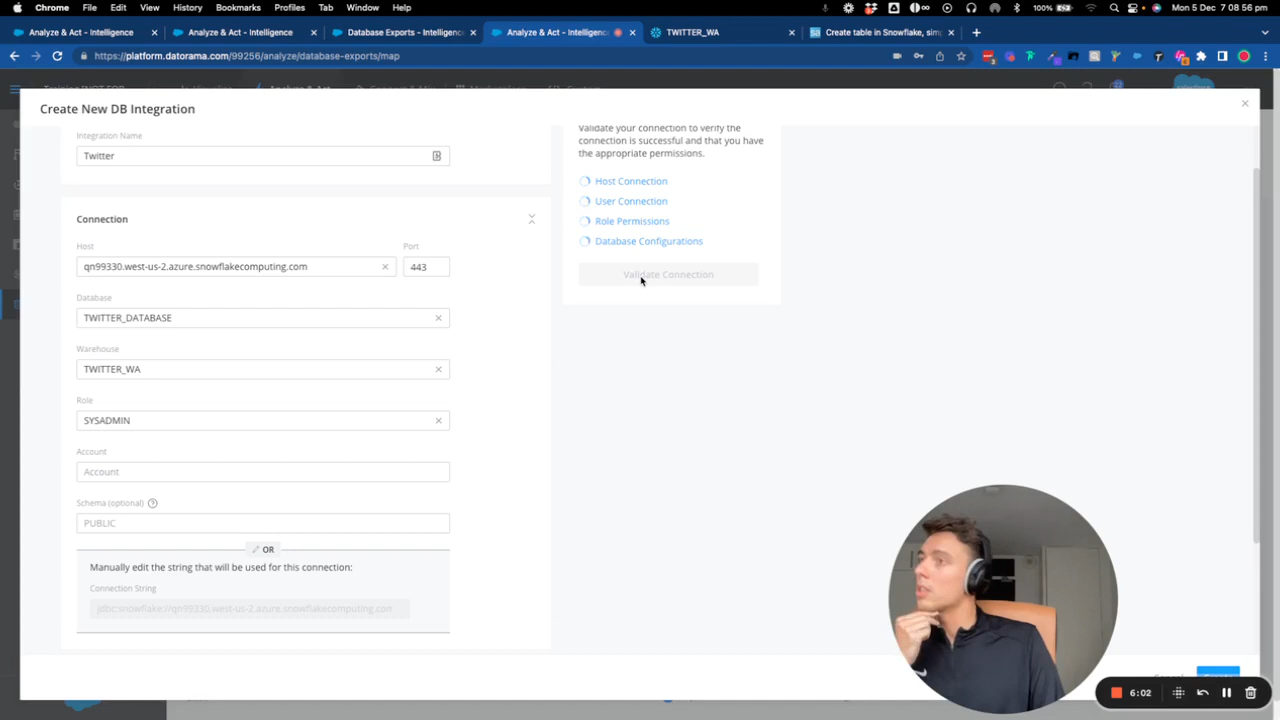 Chrome File Edit View History Bookmarks Profiles Tab Window Help
100% Mon 5 Dec 7 08 56 pm
Analyze & Act - Intelligence
Analyze & Act - Intelligence
Database Exports - Intelligence
Analyze & Act - Intelligence
TWITTER_WA
Create table in Snowflake, sim
https://platform.datorama.com/99256/analyze/database-exports/map
Create New DB Integration
Integration Name
Twitter
Connection
Host
Port
qn99330.west-us-2.azure.snowflakecomputing.com
443
Database
TWITTER_DATABASE
Warehouse
TWITTER_WA
Role
SYSADMIN
Account
Account
Schema (optional)
PUBLIC
OR
Manually edit the string that will be used for this connection:
Connection String
jdbc:snowflake://qn99330.west-us-2.azure.snowflakecomputing.con
Validate your connection to verify the
connection is successful and that you have
the appropriate permissions.
Host Connection
User Connection
Role Permissions
Database Configurations
Validate Connection
6:02